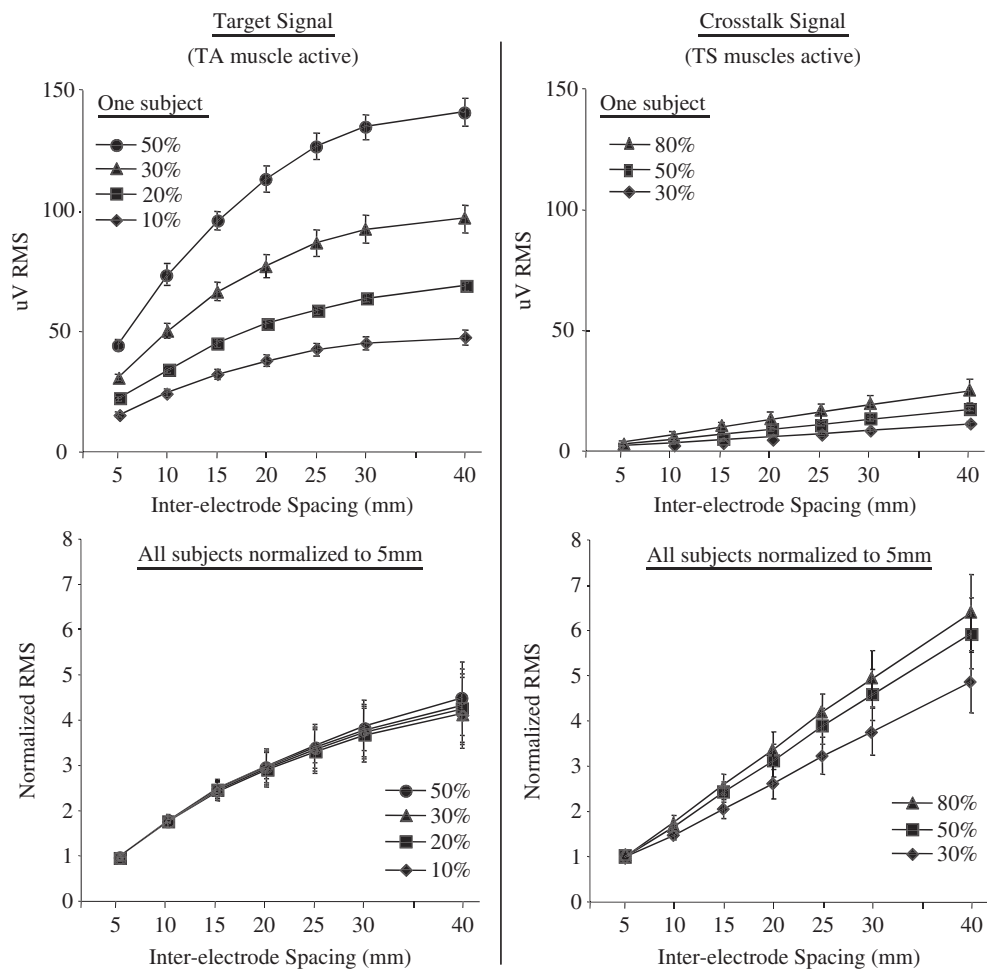 Target Signal
(TA muscle active)
150
100
50
0
uV RMS
One subject
50%
30%
20%
10%
5 10 15 20 25 30 40
Inter-electrode Spacing (mm)
Crosstalk Signal
(TS muscles active)
150
100
50
0
uV RMS
One subject
80%
50%
30%
5 10 15 20 25 30 40
Inter-electrode Spacing (mm)
All subjects normalized to 5mm
8
7
6
5
4
3
2
1
0
Normalized RMS
50%
30%
20%
10%
5 10 15 20 25 30 40
Inter-electrode Spacing (mm)
All subjects normalized to 5mm
8
7
6
5
4
3
2
1
0
Normalized RMS
80%
50%
30%
5 10 15 20 25 30 40
Inter-electrode Spacing (mm)